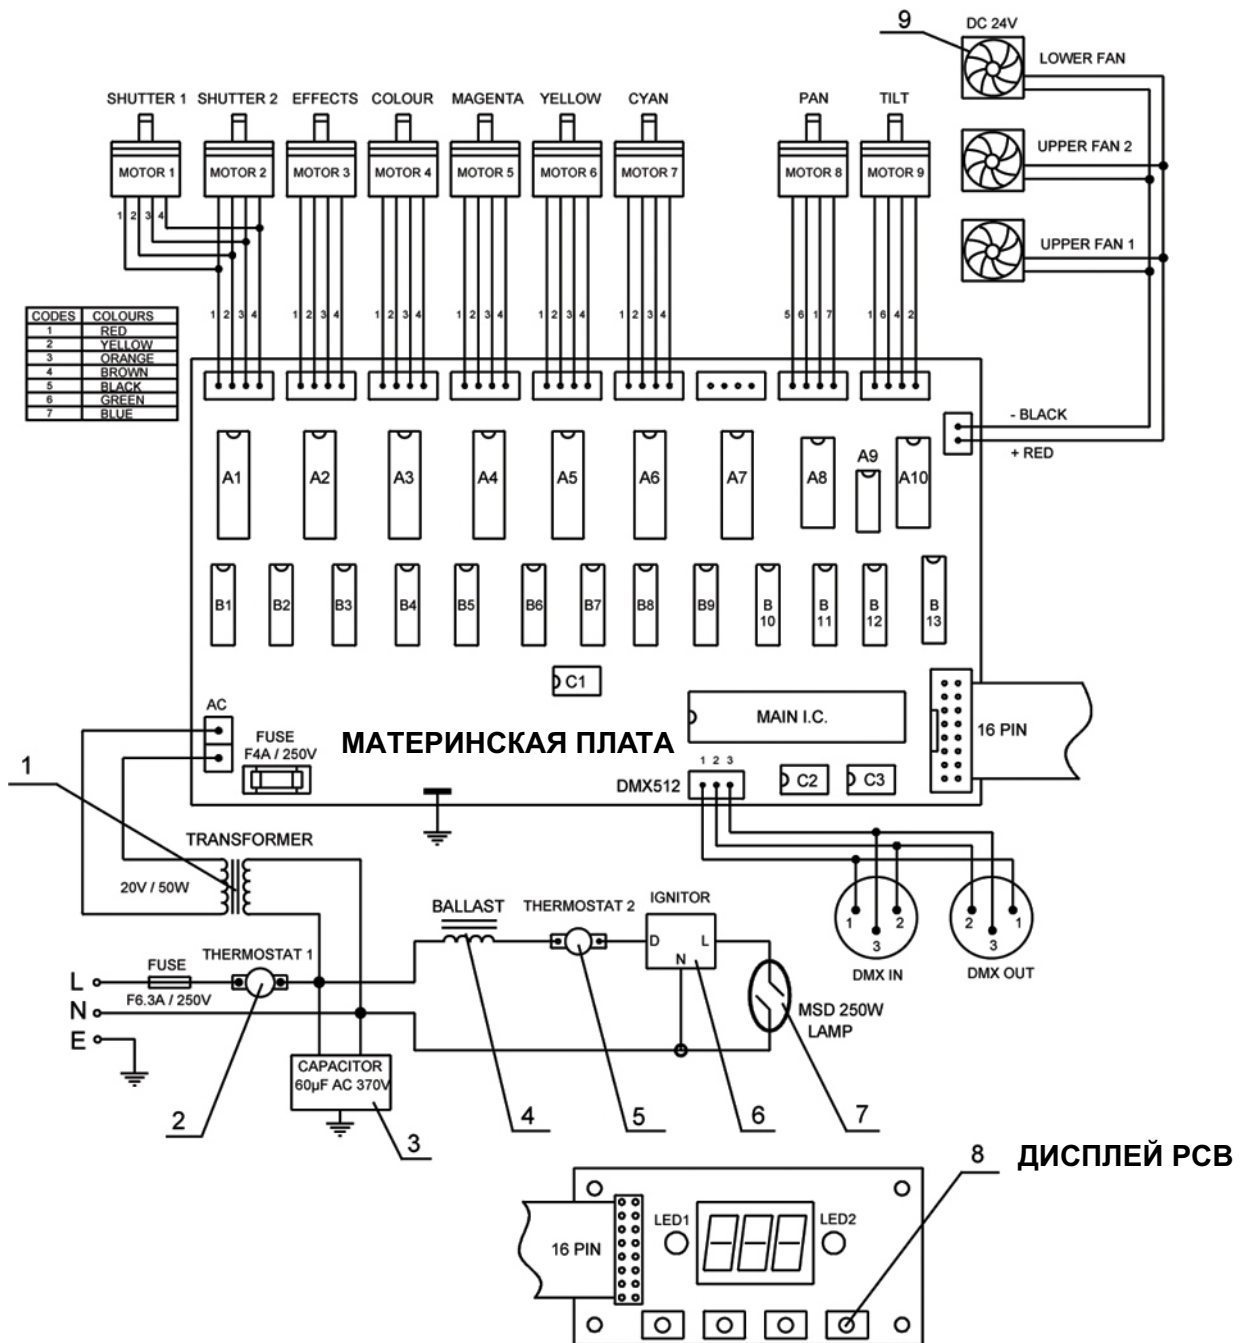 9
DC 24V
LOWER FAN
SHUTTER 1 SHUTTER 2 EFFECTS COLOUR MAGENTA YELLOW CYAN PAN TILT
UPPER FAN 2
MOTOR 1 MOTOR 2 MOTOR 3 MOTOR 4 MOTOR 5 MOTOR 6 MOTOR 7 MOTOR 8 MOTOR 9
1 2 3 4
UPPER FAN 1
CODES COLOURS
1 RED
2 YELLOW
3 ORANGE
4 BROWN
5 BLACK
6 GREEN
7 BLUE
1 2 3 4 1 2 3 4 1 2 3 4 1 2 3 4 1 2 3 4 1 2 3 4 5 6 1 7 1 6 4 2
- BLACK
+ RED
A1 A2 A3 A4 A5 A6 A7 A8 A9 A10
B1 B2 B3 B4 B5 B6 B7 B8 B9 B 10 B 11 B 12 B 13
C1
AC
FUSE
F4A / 250V
МАТЕРИНСКАЯ ПЛАТА
MAIN I.C.
16 PIN
1
1 2 3
DMX512
C2 C3
TRANSFORMER
20V / 50W
BALLAST
THERMOSTAT 2
IGNITOR
D L
N
1 2
3
DMX IN
2 1
3
DMX OUT
THERMOSTAT 1
FUSE
L
F6.3A / 250V
N
E
MSD 250W
LAMP
CAPACITOR
60µF AC 370V
2
3
4
5
6
7
8
ДИСПЛЕЙ PCB
LED1
LED2
16 PIN